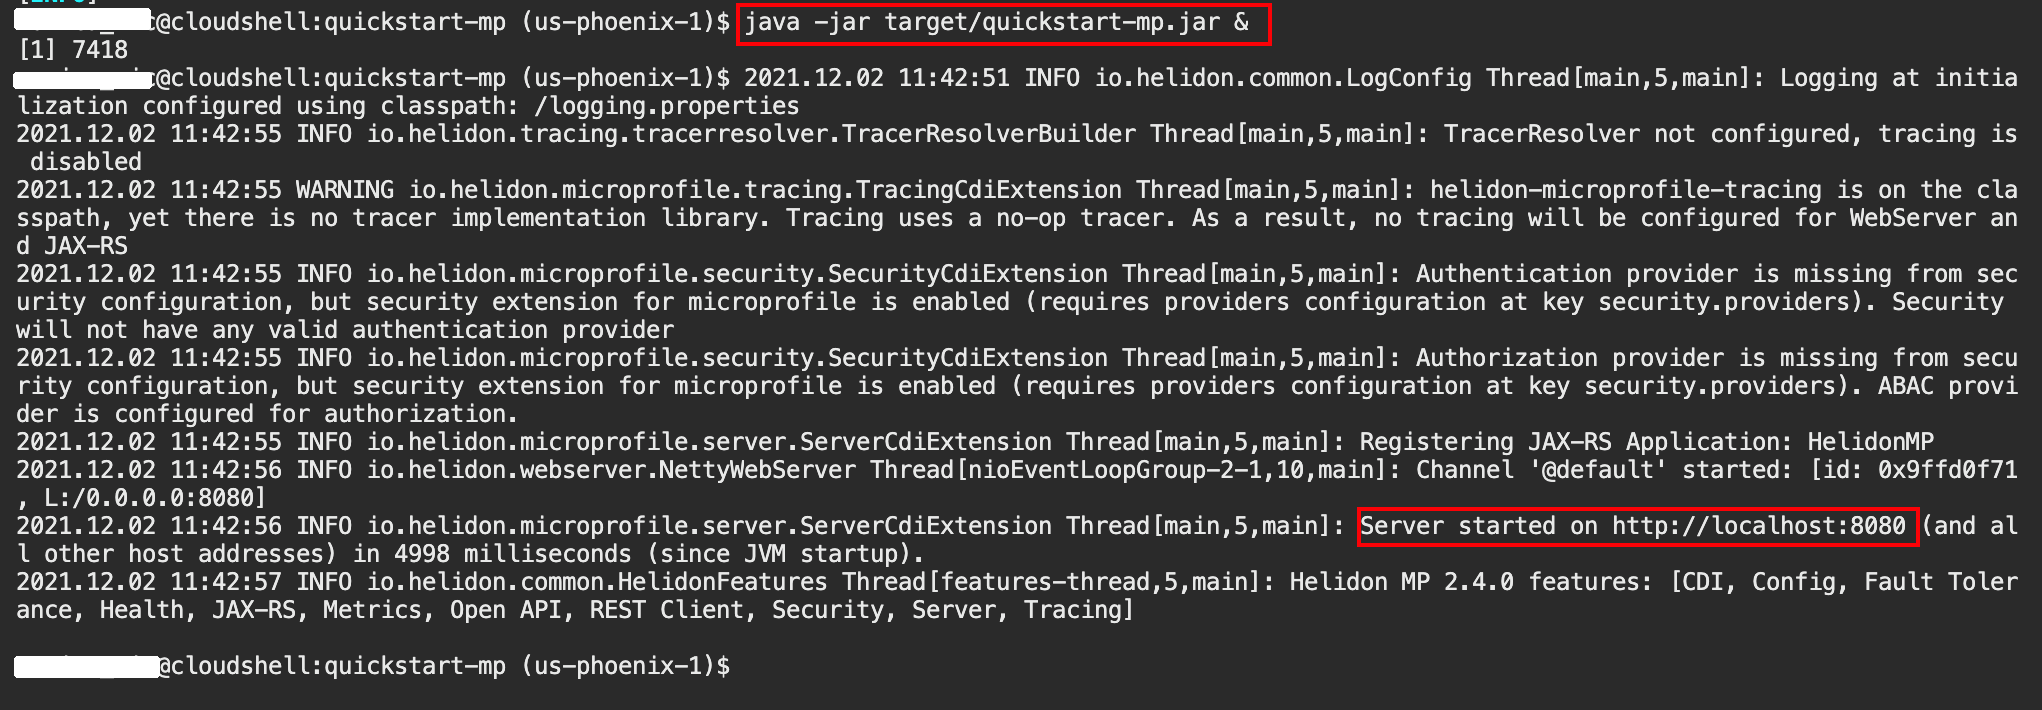 @cloudshell:quickstart-mp (us-phoenix-1)$ java -jar target/quickstart-mp.jar &
[1] 7418
@cloudshell:quickstart-mp (us-phoenix-1)$ 2021.12.02 11:42:51 INFO io.helidon.common.LogConfig Thread[main,5,main]: Logging at initia
lization configured using classpath: /logging.properties
2021.12.02 11:42:55 INFO io.helidon.tracing.tracerresolver.TracerResolverBuilder Thread[main,5,main]: TracerResolver not configured, tracing is
 disabled
2021.12.02 11:42:55 WARNING io.helidon.microprofile.tracing.TracingCdiExtension Thread[main,5,main]: helidon-microprofile-tracing is on the cla
sspath, yet there is no tracer implementation library. Tracing uses a no-op tracer. As a result, no tracing will be configured for WebServer an
d JAX-RS
2021.12.02 11:42:55 INFO io.helidon.microprofile.security.SecurityCdiExtension Thread[main,5,main]: Authentication provider is missing from sec
urity configuration, but security extension for microprofile is enabled (requires providers configuration at key security.providers). Security 
will not have any valid authentication provider
2021.12.02 11:42:55 INFO io.helidon.microprofile.security.SecurityCdiExtension Thread[main,5,main]: Authorization provider is missing from secu
rity configuration, but security extension for microprofile is enabled (requires providers configuration at key security.providers). ABAC provi
der is configured for authorization.
2021.12.02 11:42:55 INFO io.helidon.microprofile.server.ServerCdiExtension Thread[main,5,main]: Registering JAX-RS Application: HelidonMP
2021.12.02 11:42:56 INFO io.helidon.webserver.NettyWebServer Thread[nioEventLoopGroup-2-1,10,main]: Channel '@default' started: [id: 0x9ffd0f71
, L:/0.0.0.0:8080]
2021.12.02 11:42:56 INFO io.helidon.microprofile.server.ServerCdiExtension Thread[main,5,main]: Server started on http://localhost:8080 (and al
l other host addresses) in 4998 milliseconds (since JVM startup).
2021.12.02 11:42:57 INFO io.helidon.common.HelidonFeatures Thread[features-thread,5,main]: Helidon MP 2.4.0 features: [CDI, Config, Fault Toler
ance, Health, JAX-RS, Metrics, Open API, REST Client, Security, Server, Tracing]
@cloudshell:quickstart-mp (us-phoenix-1)$